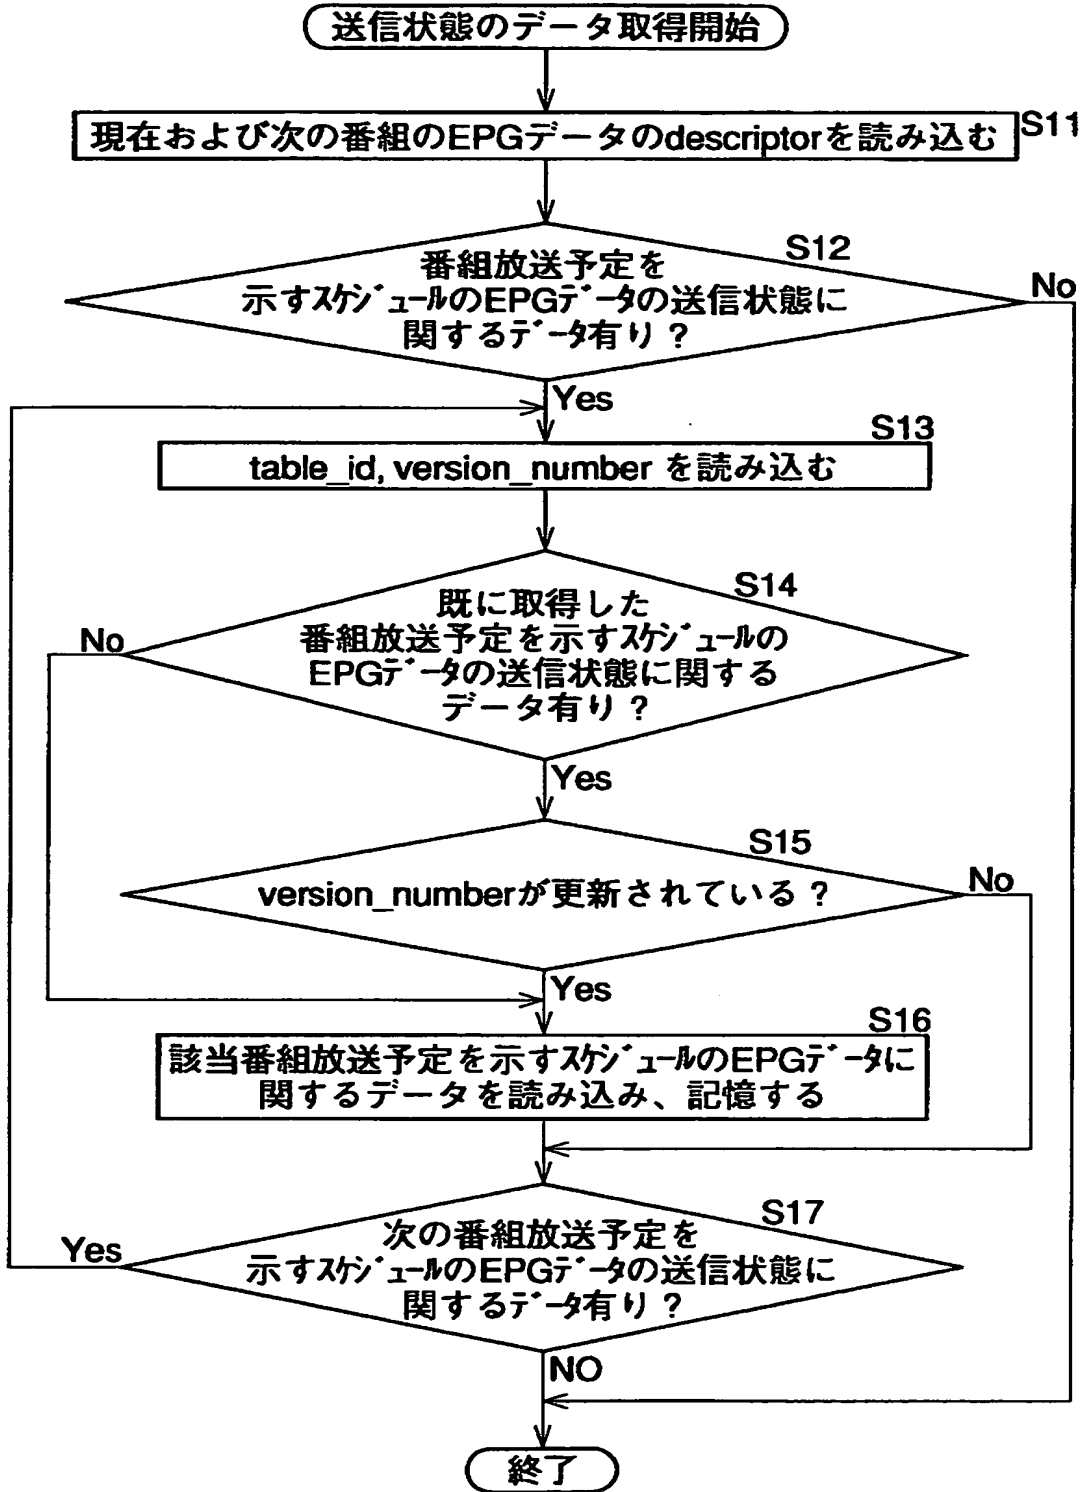 送信状態のデータ取得開始
現在および次の番組のEPGデータのdescriptorを読み込む
S11
S12
番組放送予定を
示すｽｹｼﾞｭｰﾙのEPGﾃﾞｰﾀの送信状態に
関するﾃﾞｰﾀ有り？
No
Yes
S13
table_id, version_number を読み込む
S14
既に取得した
番組放送予定を示すｽｹｼﾞｭｰﾙの
EPGﾃﾞｰﾀの送信状態に関する
データ有り？
No
Yes
S15
version_numberが更新されている？
No
Yes
S16
該当番組放送予定を示すｽｹｼﾞｭｰﾙのEPGﾃﾞｰﾀに
関するデータを読み込み、記憶する
S17
次の番組放送予定を
示すｽｹｼﾞｭｰﾙのEPGﾃﾞｰﾀの送信状態に
関するﾃﾞｰﾀ有り？
Yes
NO
終了